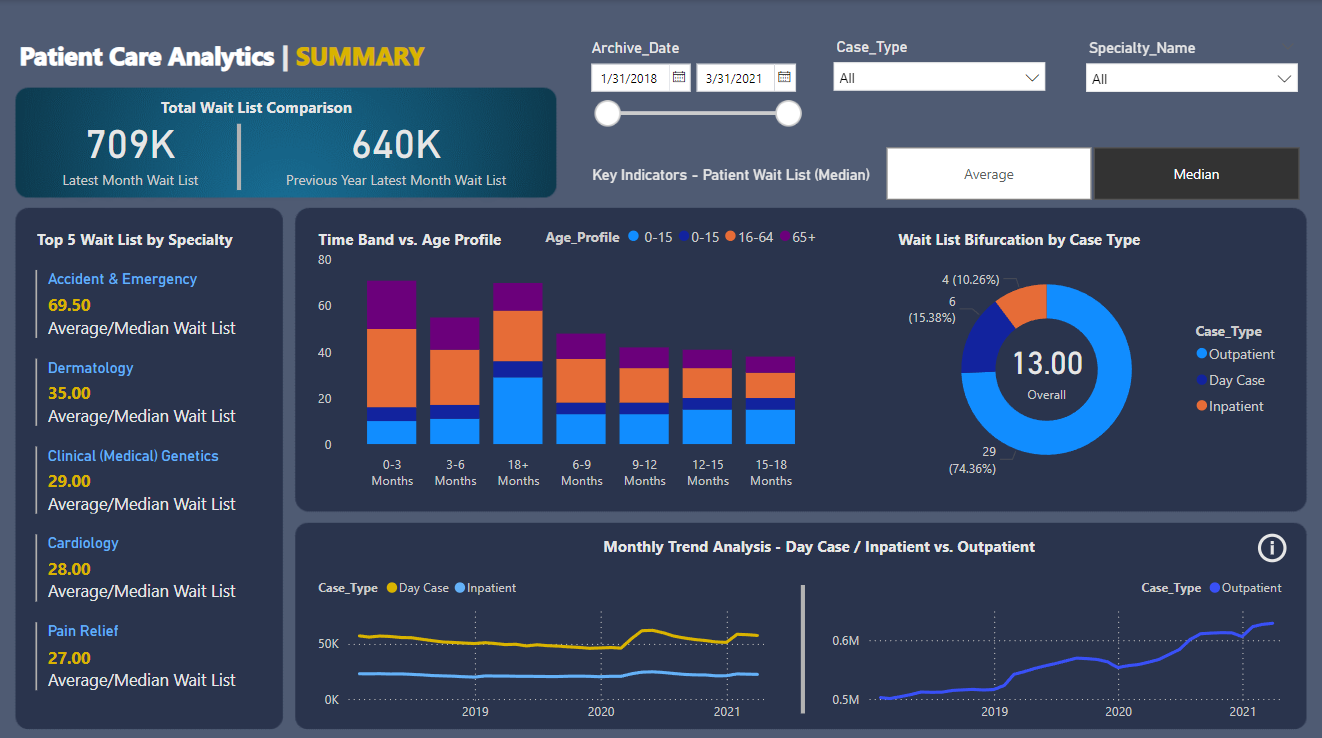 Patient Care Analytics | SUMMARY
Archive_Date
1/31/2018
3/31/2021
Case_Type
All
Specialty_Name
All
Total Wait List Comparison
709K
Latest Month Wait List
640K
Previous Year Latest Month Wait List
Key Indicators - Patient Wait List (Median)
Average
Median
Top 5 Wait List by Specialty
Accident & Emergency
69.50
Average/Median Wait List
Dermatology
35.00
Average/Median Wait List
Clinical (Medical) Genetics
29.00
Average/Median Wait List
Cardiology
28.00
Average/Median Wait List
Pain Relief
27.00
Average/Median Wait List
Time Band vs. Age Profile
Age_Profile 0-15 0-15 16-64 65+
80
60
40
20
0
0-3
Months
3-6
Months
18+
Months
6-9
Months
9-12
Months
12-15
Months
15-18
Months
Wait List Bifurcation by Case Type
4 (10.26%)
6
(15.38%)
13.00
Overall
29
(74.36%)
Case_Type
Outpatient
Day Case
Inpatient
Monthly Trend Analysis - Day Case / Inpatient vs. Outpatient
i
Case_Type Day Case Inpatient
50K
0K
2019
2020
2021
Case_Type Outpatient
0.6M
0.5M
2019
2020
2021